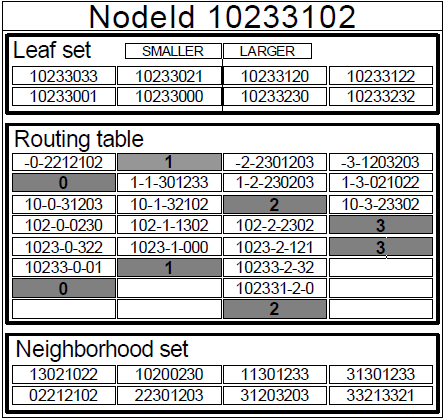 NodeId 10233102
Leaf set SMALLER LARGER
10233033 10233021 10233120 10233122
10233001 10233000 10233230 10233232
Routing table
-0-2212102 1 -2-2301203 -3-1203203
0 1-1-301233 1-2-230203 1-3-021022
10-0-31203 10-1-32102 2 10-3-23302
102-0-0230 102-1-1302 102-2-2302 3
1023-0-322 1023-1-000 1023-2-121 3
10233-0-01 1 10233-2-32
0 102331-2-0
2
Neighborhood set
13021022 10200230 11301233 31301233
02212102 22301203 31203203 33213321